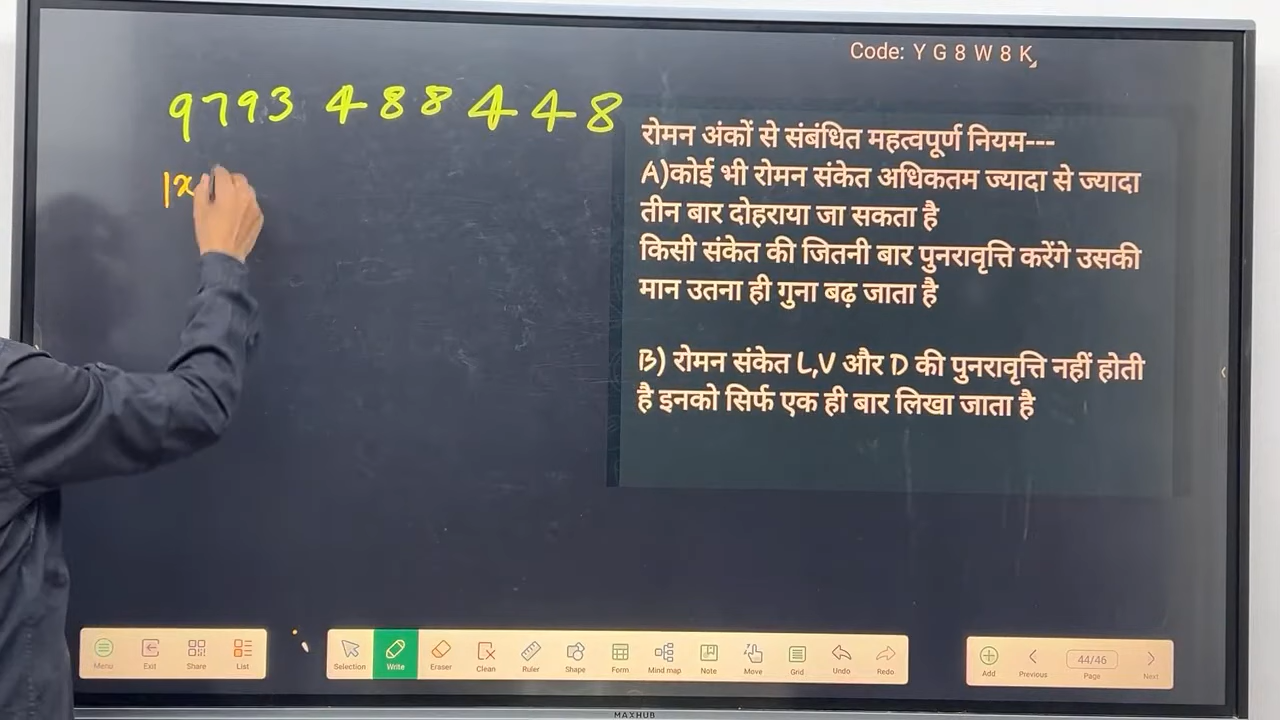 Code: Y G 8 W 8 K
9793 488448
1x
रोमन अंकों से संबंधित महत्वपूर्ण नियम---
A)कोई भी रोमन संकेत अधिकतम ज्यादा से ज्यादा
तीन बार दोहराया जा सकता है
किसी संकेत की जितनी बार पुनरावृत्ति करेंगे उसकी
मान उतना ही गुना बढ़ जाता है
B) रोमन संकेत L,V और D की पुनरावृत्ति नहीं होती
है इनको सिर्फ एक ही बार लिखा जाता है
Menu Exit Share List
Selection Write Eraser Clean Ruler Shape Form Mind map Note Move Grid Undo Redo
Add Previous 44/46 Page Next
MAXHUB